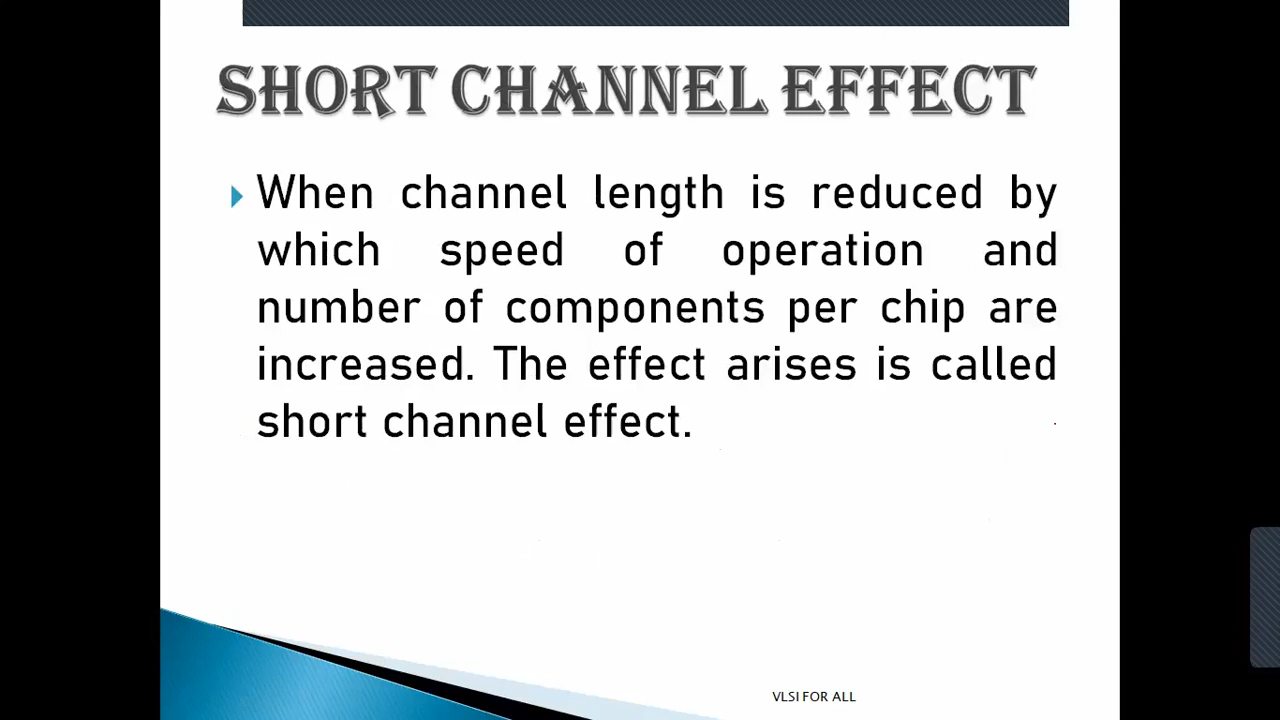 SHORT CHANNEL EFFECT
When channel length is reduced by
which speed of operation and
number of components per chip are
increased. The effect arises is called
short channel effect.
VLSI FOR ALL